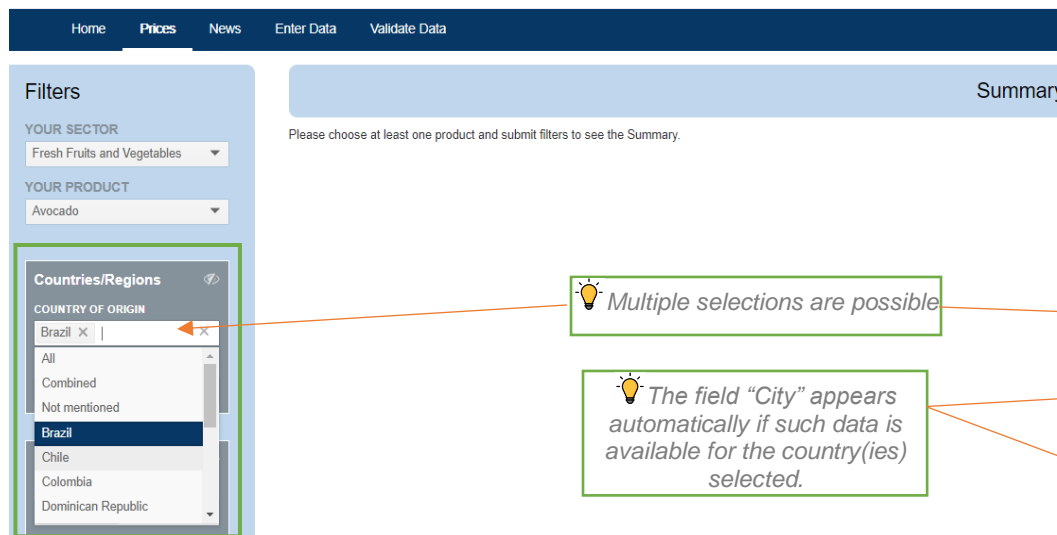 Home Prices News Enter Data Validate Data
Filters
YOUR SECTOR
Fresh Fruits and Vegetables
YOUR PRODUCT
Avocado
Countries/Regions
COUNTRY OF ORIGIN
Brazil ×
All
Combined
Not mentioned
Brazil
Chile
Colombia
Dominican Republic
Summary
Please choose at least one product and submit filters to see the Summary.
Multiple selections are possible
The field “City” appears
automatically if such data is
available for the country(ies)
selected.